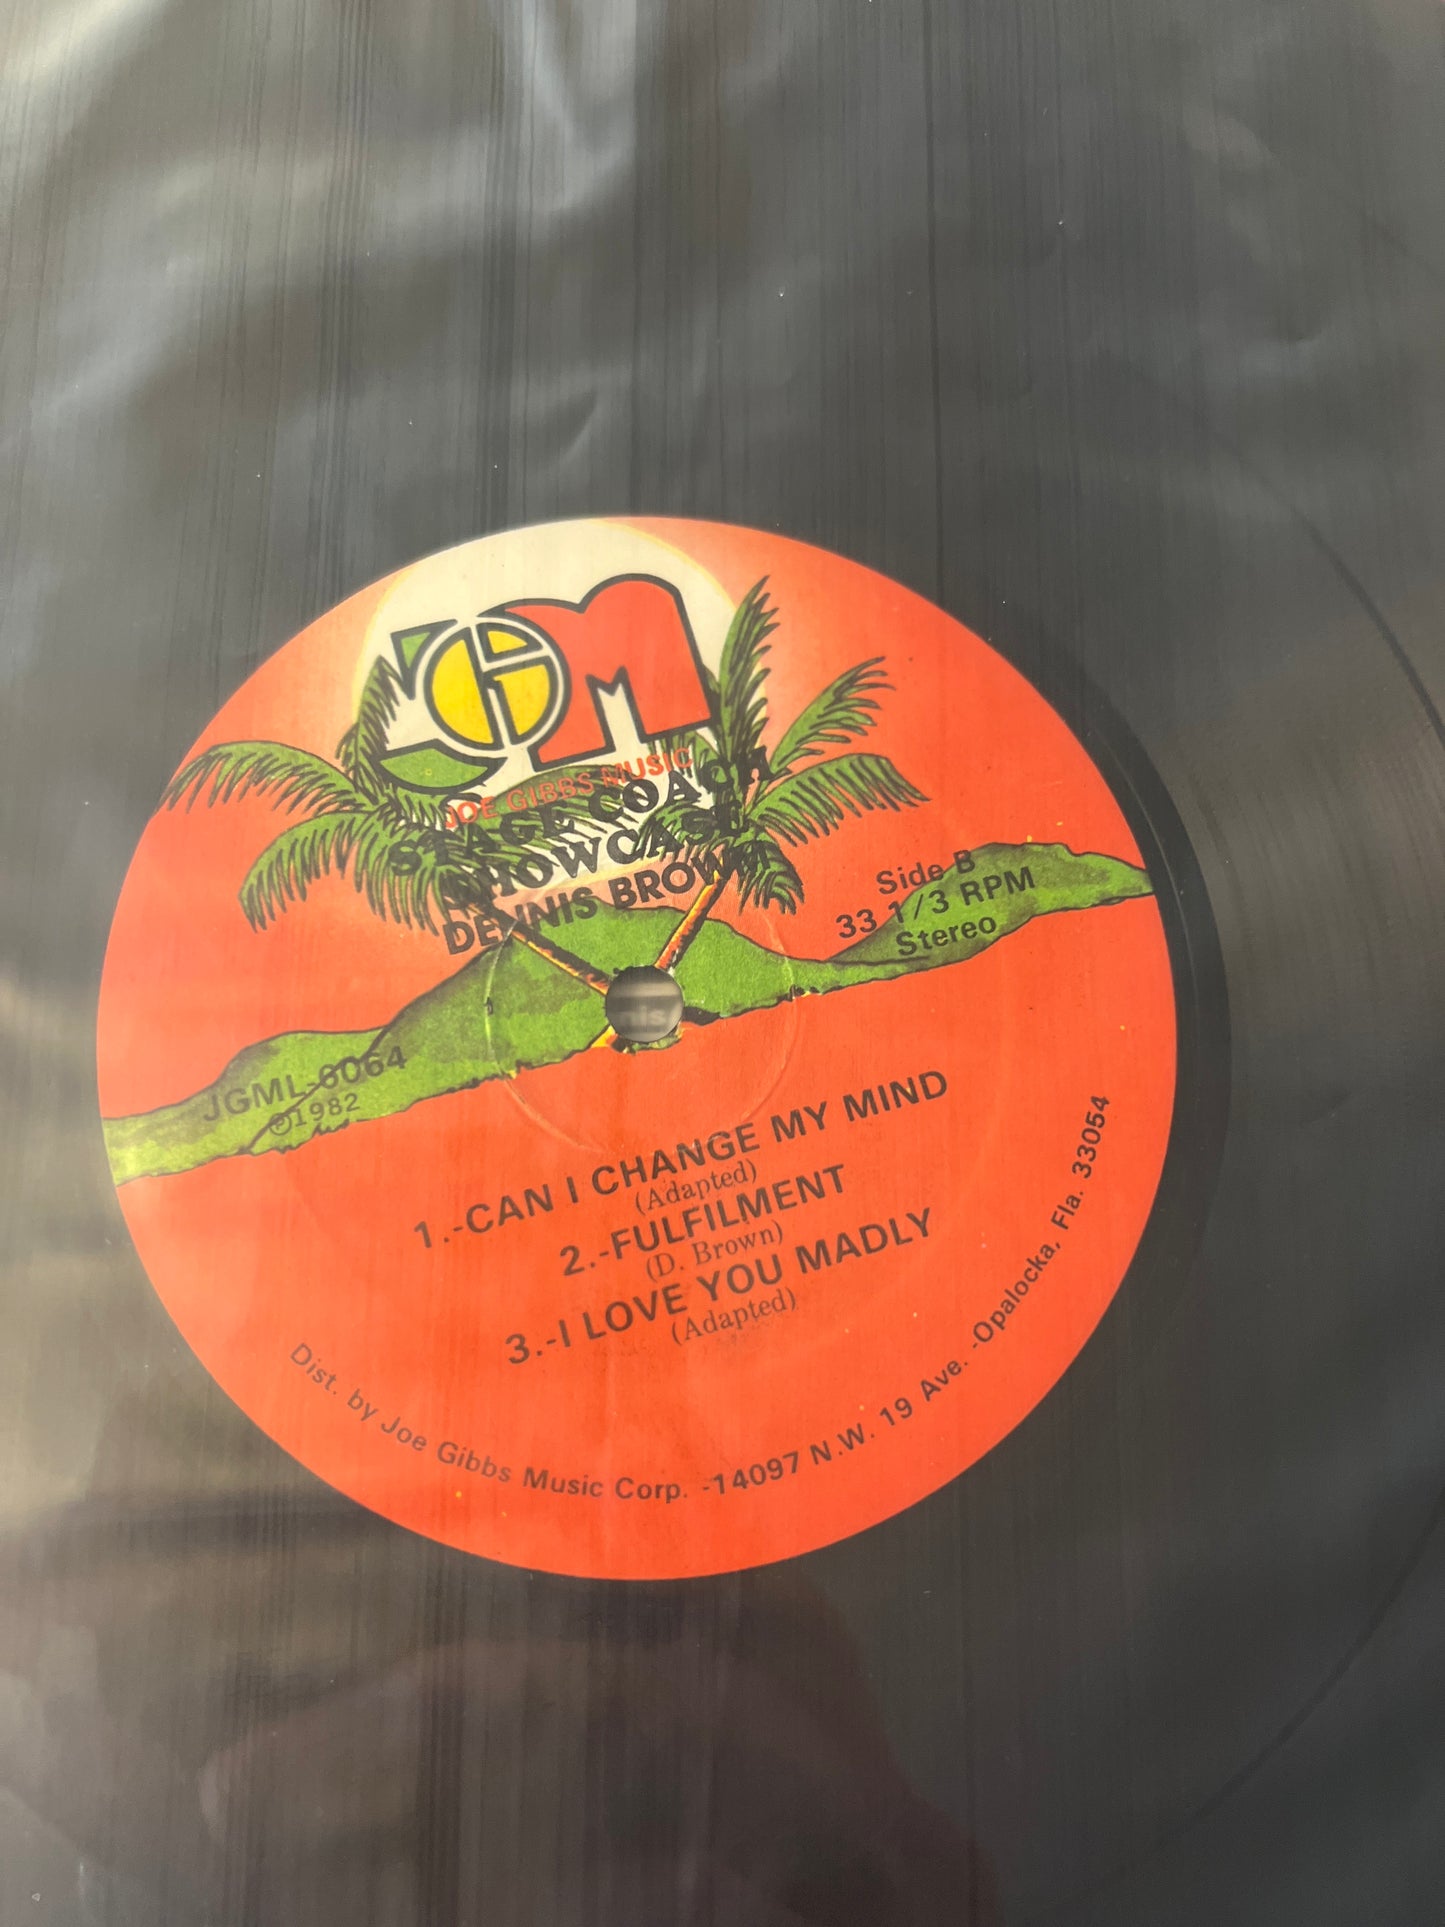 JGM
JOE GIBBS MUSIC
STAGE COACH
SHOWCASE
DENNIS BROWN
Side B
33 1/3 RPM
Stereo
nis
JGML-6064
℗1982
1.-CAN I CHANGE MY MIND
(Adapted)
2.-FULFILMENT
(D. Brown)
3.-I LOVE YOU MADLY
(Adapted)
Dist. by Joe Gibbs Music Corp. -14097 N.W. 19 Ave. -Opalocka, Fla. 33054